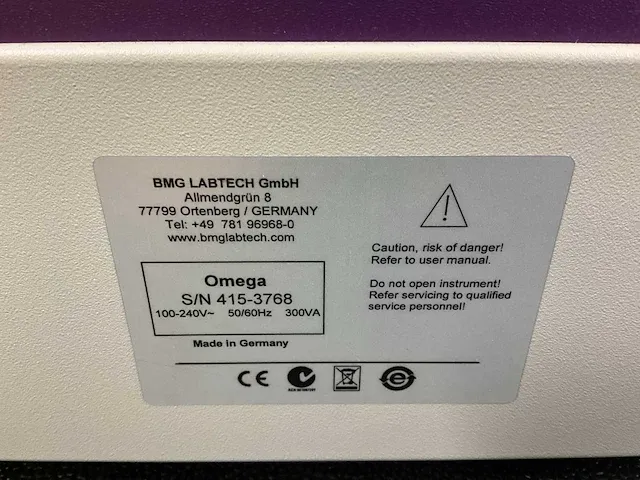 BMG LABTECH GmbH
Allmendgrün 8
77799 Ortenberg / GERMANY
Tel: +49 781 96968-0
www.bmglabtech.com
Omega
S/N 415-3768
100-240V~ 50/60Hz 300VA
Made in Germany
Caution, risk of danger!
Refer to user manual.
Do not open instrument!
Refer servicing to qualified
service personnel!
CE